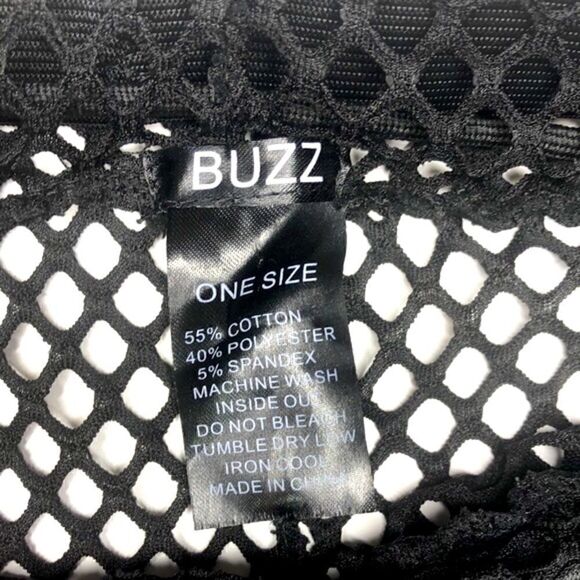 BUZZ
ONE SIZE
55% COTTON
40% POLYESTER
5% SPANDEX
MACHINE WASH
INSIDE OUT
DO NOT BLEACH
TUMBLE DRY LOW
IRON COOL
MADE IN CHINA